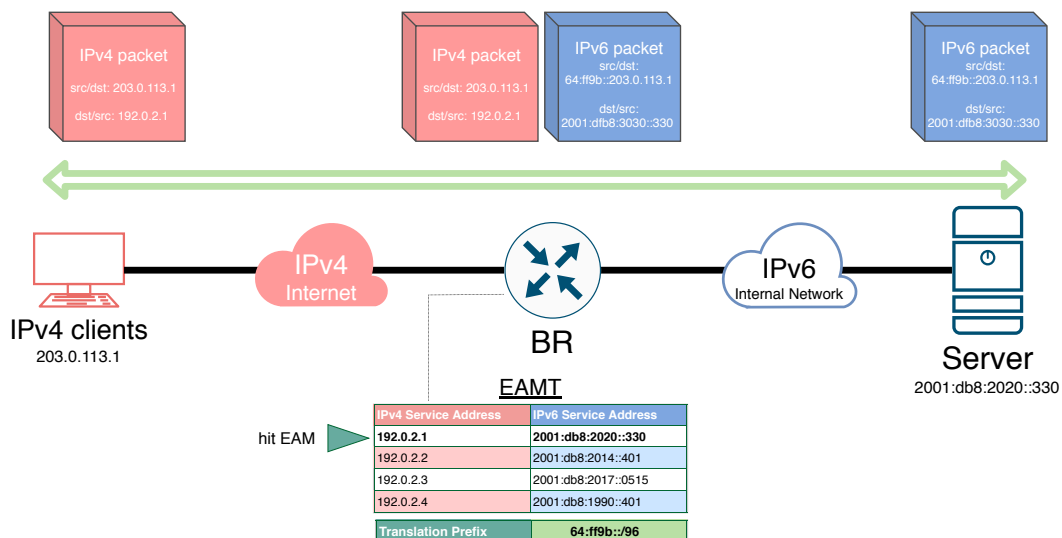 IPv4 packet
src/dst: 203.0.113.1
dst/src: 192.0.2.1
IPv4 packet
src/dst: 203.0.113.1
dst/src: 192.0.2.1
IPv6 packet
src/dst:
64:ff9b::203.0.113.1
dst/src:
2001:dfb8:3030::330
IPv6 packet
src/dst:
64:ff9b::203.0.113.1
dst/src:
2001:dfb8:3030::330
IPv4
Internet
IPv6
Internal Network
IPv4 clients
203.0.113.1
BR
Server
2001:db8:2020::330
EAMT
IPv4 Service Address IPv6 Service Address
hit EAM 192.0.2.1 2001:db8:2020::330
192.0.2.2 2001:db8:2014::401
192.0.2.3 2001:db8:2017::0515
192.0.2.4 2001:db8:1990::401
Translation Prefix 64:ff9b::/96